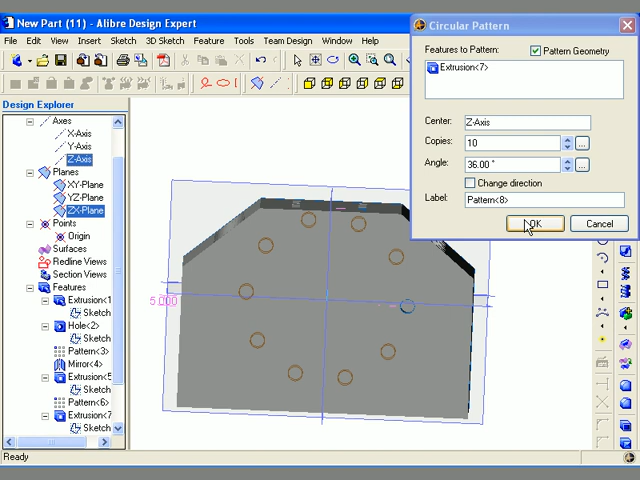 New Part (11) - Alibre Design Expert
File Edit View Insert Sketch 3D Sketch Feature Tools Team Design Window Help
Design Explorer
Axes
X-Axis
Y-Axis
Z-Axis
Planes
XY-Plane
YZ-Plane
ZX-Plane
Points
Origin
Surfaces
Redline Views
Section Views
Features
Extrusion<1
Sketch
Hole<2>
Sketch
Pattern<3>
Mirror<4>
Extrusion<5
Sketch
Pattern<6>
Extrusion<7
Sketch
Ready
5.000
Circular Pattern
Features to Pattern:
Pattern Geometry
Extrusion<7>
Center: Z-Axis
Copies: 10 ...
Angle: 36.00 ° ...
Change direction
Label: Pattern<8>
OK Cancel